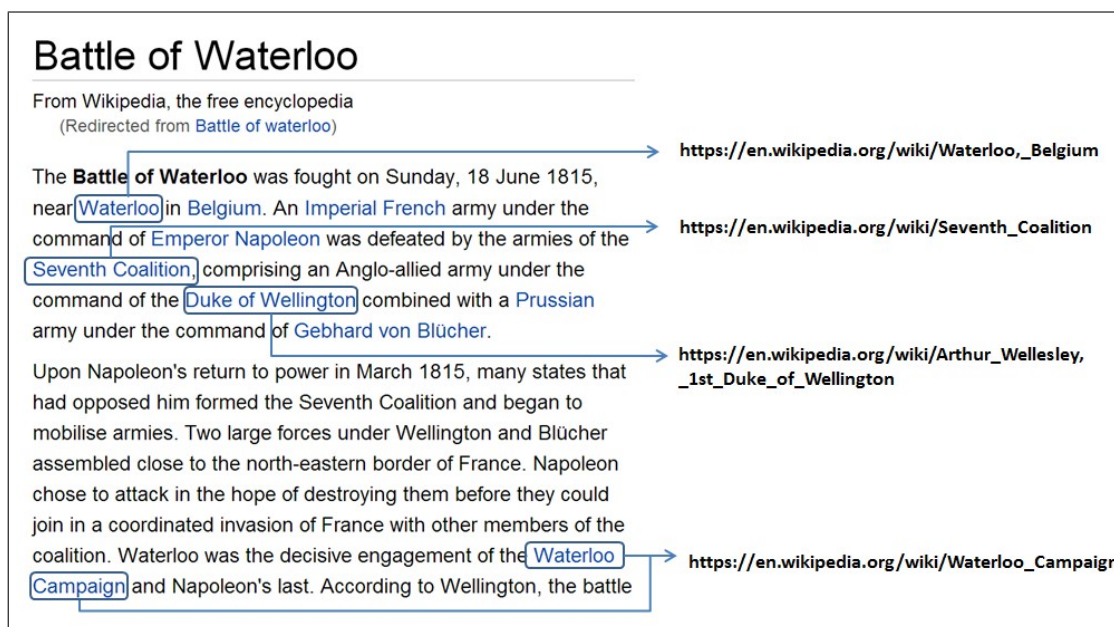 Battle of Waterloo
From Wikipedia, the free encyclopedia
(Redirected from Battle of waterloo)
The Battle of Waterloo was fought on Sunday, 18 June 1815,
near Waterloo in Belgium. An Imperial French army under the
command of Emperor Napoleon was defeated by the armies of the
Seventh Coalition, comprising an Anglo-allied army under the
command of the Duke of Wellington combined with a Prussian
army under the command of Gebhard von Blücher.
Upon Napoleon's return to power in March 1815, many states that
had opposed him formed the Seventh Coalition and began to
mobilise armies. Two large forces under Wellington and Blücher
assembled close to the north-eastern border of France. Napoleon
chose to attack in the hope of destroying them before they could
join in a coordinated invasion of France with other members of the
coalition. Waterloo was the decisive engagement of the Waterloo
Campaign and Napoleon's last. According to Wellington, the battle
https://en.wikipedia.org/wiki/Waterloo,_Belgium
https://en.wikipedia.org/wiki/Seventh_Coalition
https://en.wikipedia.org/wiki/Arthur_Wellesley,
_1st_Duke_of_Wellington
https://en.wikipedia.org/wiki/Waterloo_Campaign